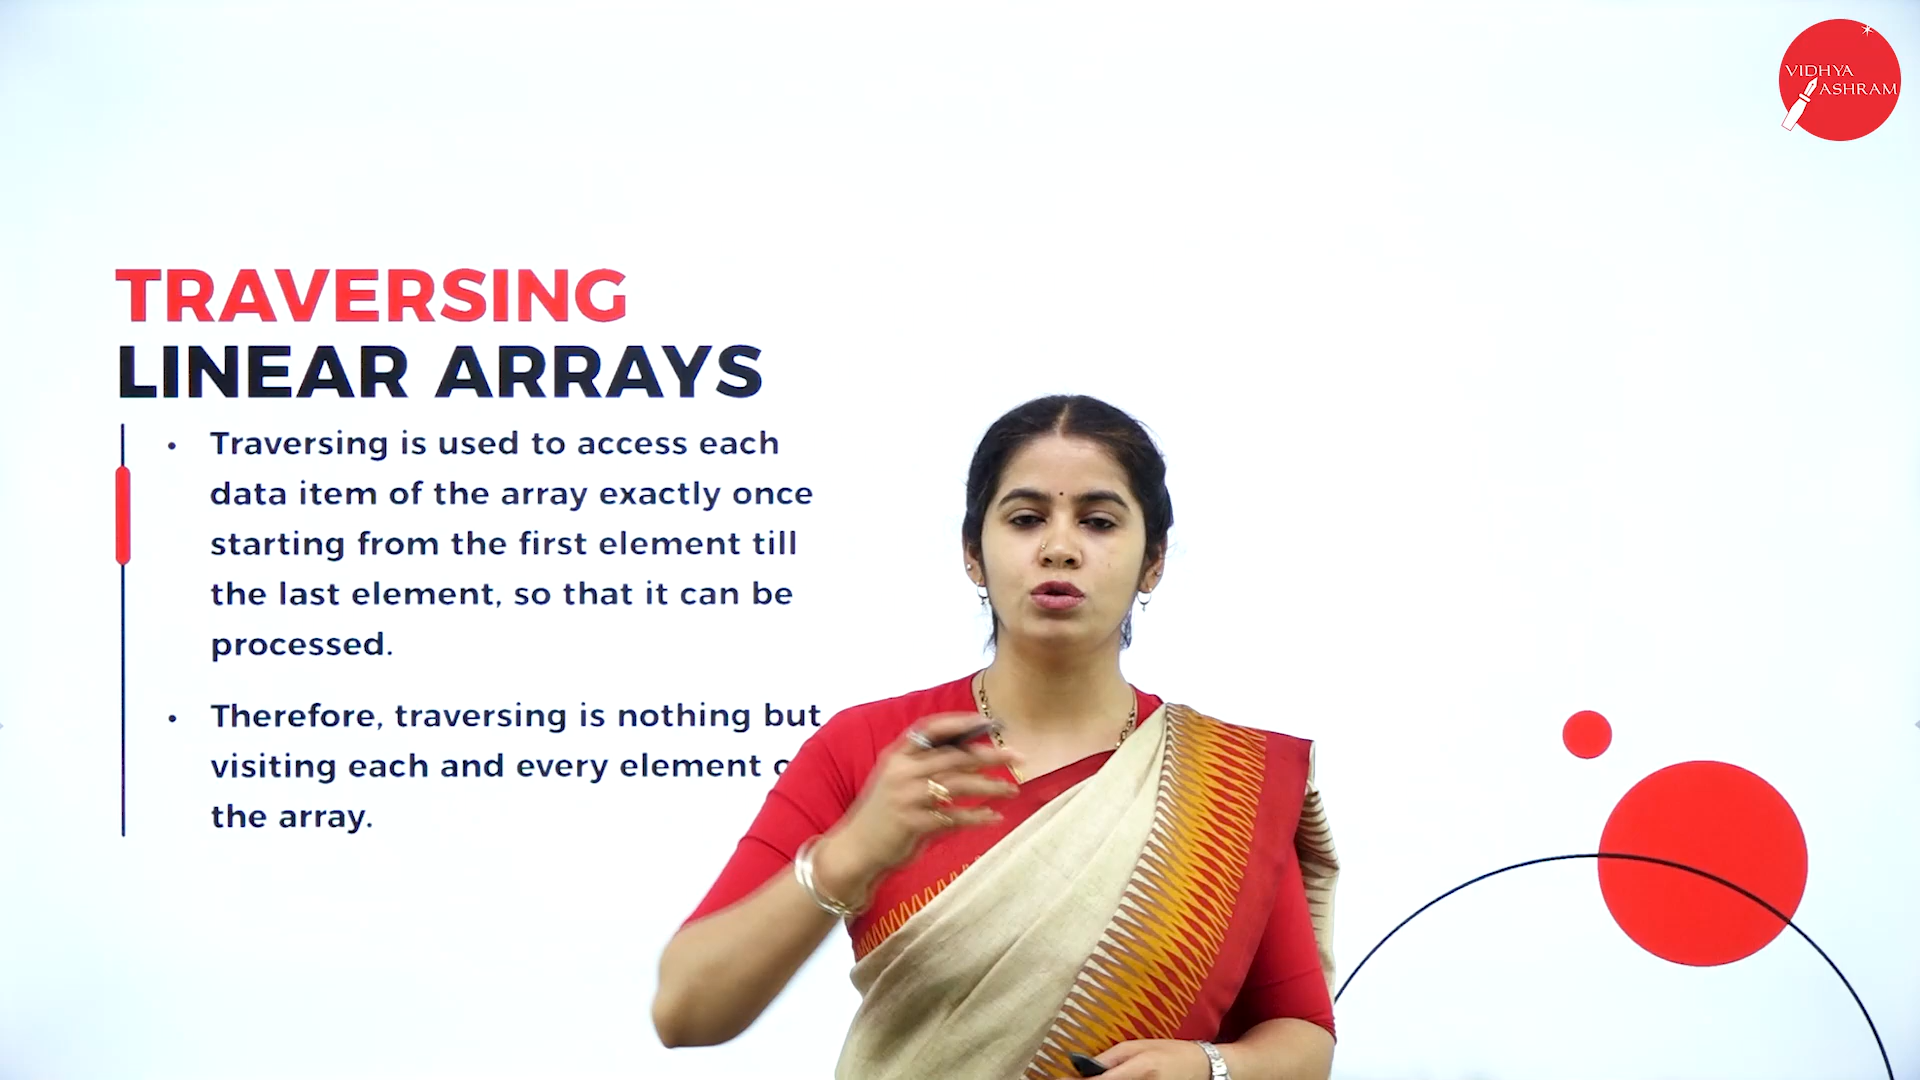 VIDHYA
ASHRAM
TRAVERSING
LINEAR ARRAYS
• Traversing is used to access each
data item of the array exactly once
starting from the first element till
the last element, so that it can be
processed.
• Therefore, traversing is nothing but
visiting each and every element
the array.